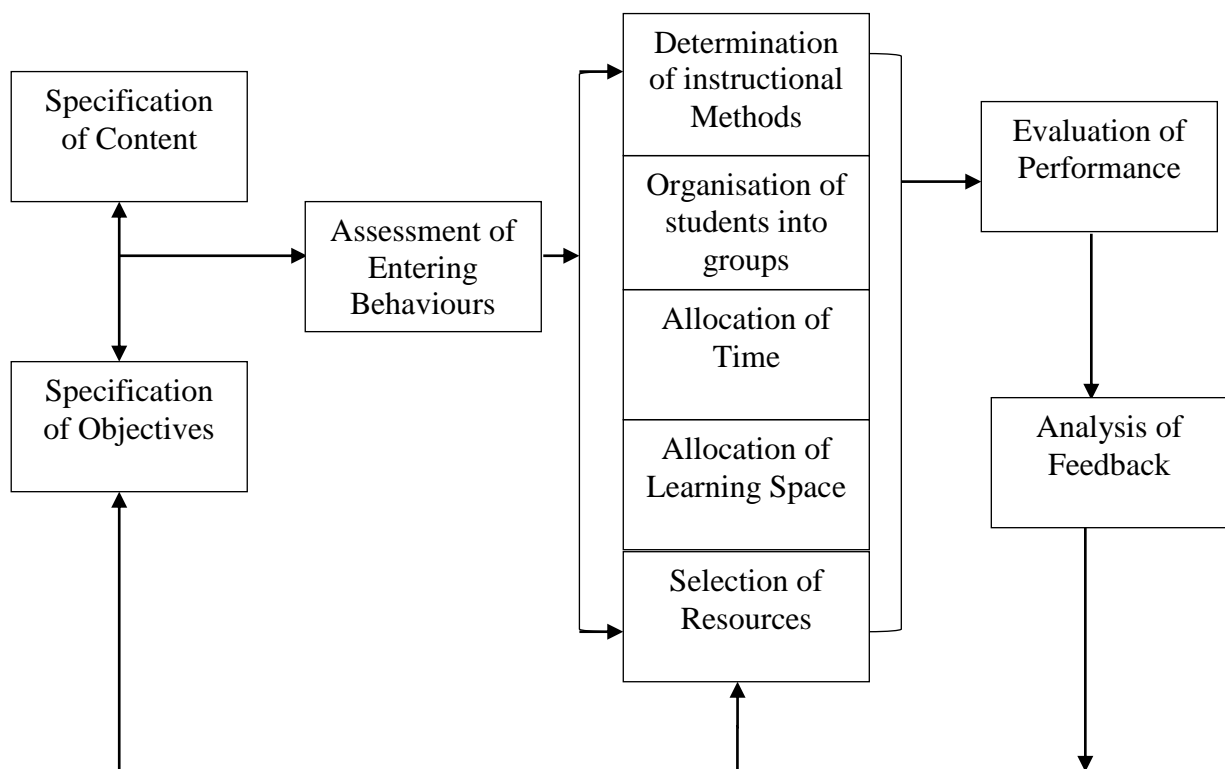 Specification
of Content
Specification
of Objectives
Assessment of
Entering
Behaviours
Determination
of instructional
Methods
Organisation of
students into
groups
Allocation of
Time
Allocation of
Learning Space
Selection of
Resources
Evaluation of
Performance
Analysis of
Feedback